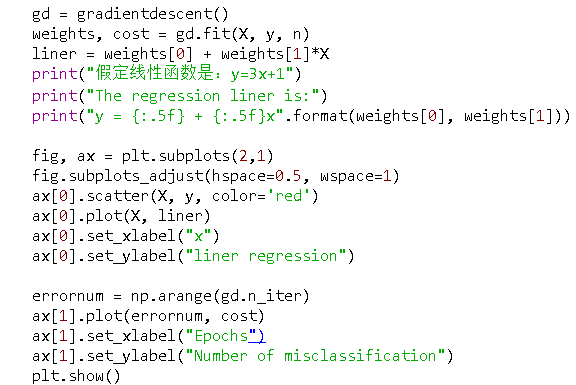 gd = gradientdescent()
weights, cost = gd.fit(X, y, n)
liner = weights[0] + weights[1]*X
print("假定线性函数是：y=3x+1")
print("The regression liner is:")
print("y = {:.5f} + {:.5f}x".format(weights[0], weights[1]))
fig, ax = plt.subplots(2,1)
fig.subplots_adjust(hspace=0.5, wspace=1)
ax[0].scatter(X, y, color='red')
ax[0].plot(X, liner)
ax[0].set_xlabel("x")
ax[0].set_ylabel("liner regression")
errornum = np.arange(gd.n_iter)
ax[1].plot(errornum, cost)
ax[1].set_xlabel("Epochs")
ax[1].set_ylabel("Number of misclassification")
plt.show()